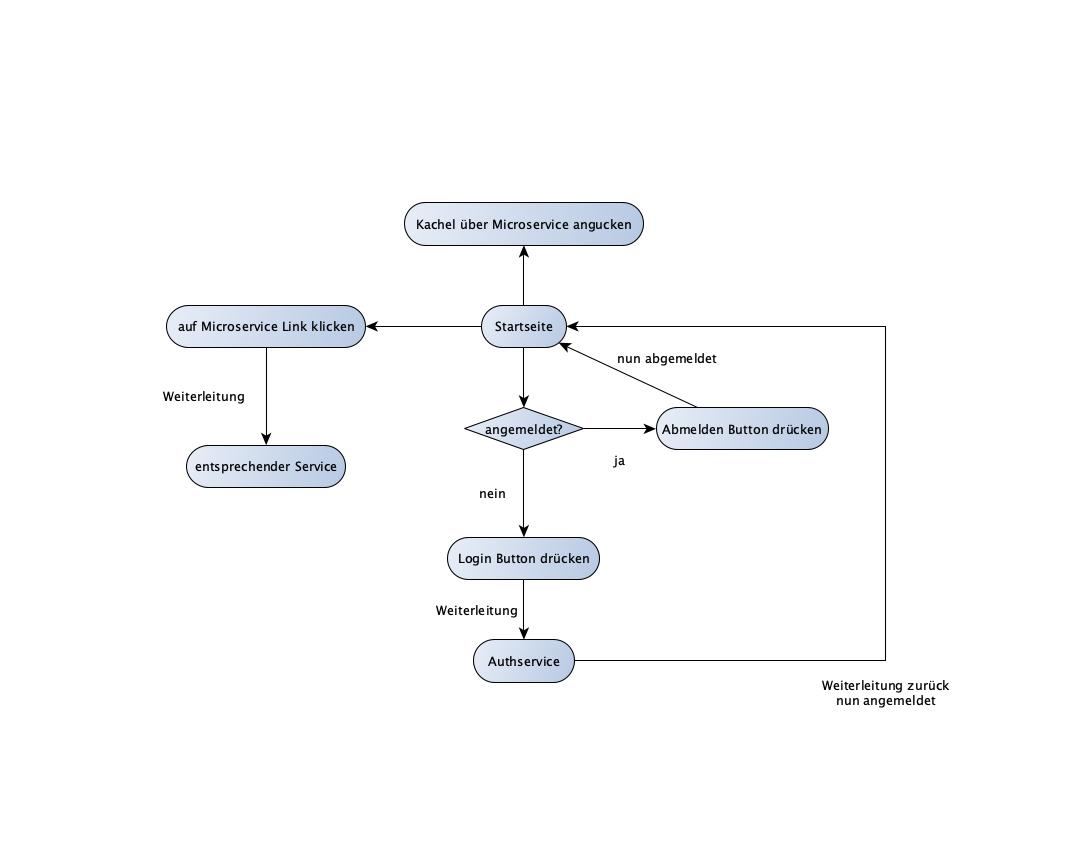 Kachel über Microservice angucken
auf Microservice Link klicken
Startseite
nun abgemeldet
Weiterleitung
angemeldet?
Abmelden Button drücken
ja
entsprechender Service
nein
Login Button drücken
Weiterleitung
Authservice
Weiterleitung zurück
nun angemeldet